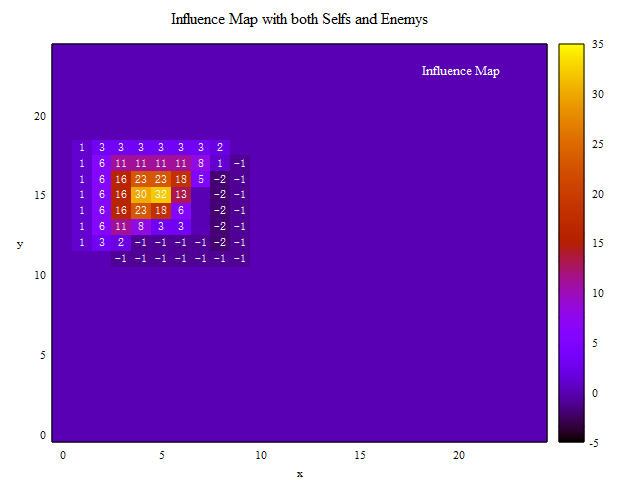 Influence Map with both Selfs and Enemys
Influence Map
35
30
25
20
15
10
5
0
-5
20
15
10
5
0
y
1 3 3 3 3 3 3 2
1 6 11 11 11 11 8 1 -1
1 6 16 23 23 18 5 -2 -1
1 6 16 30 32 13 -2 -1
1 6 16 23 18 6 -2 -1
1 6 11 8 3 3 -2 -1
1 3 2 -1 -1 -1 -1 -2 -1
-1 -1 -1 -1 -1 -1 -1
0 5 10 15 20
x